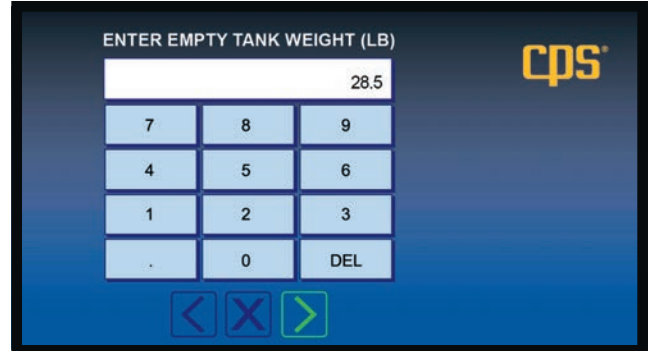 ENTER EMPTY TANK WEIGHT (LB)
cps®
28.5
7 8 9
4 5 6
1 2 3
. 0 DEL
< X >